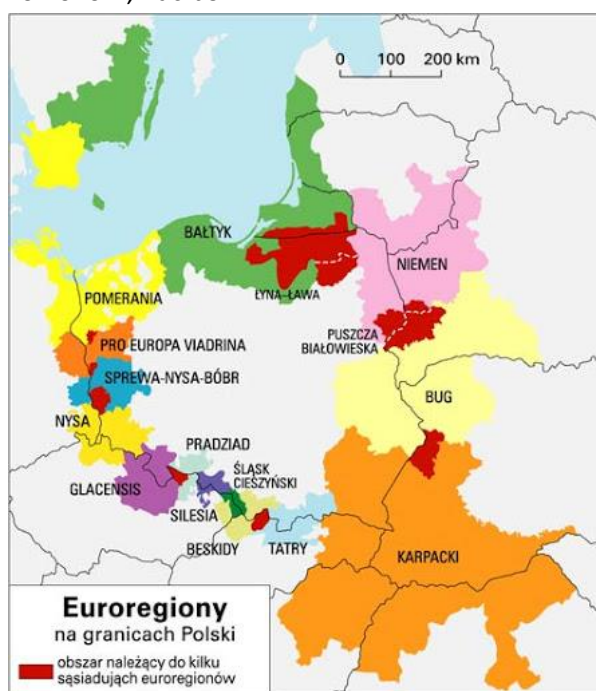 0 100 200 km
BAŁTYK
NIEMEN
POMERANIA
ŁYNA–ŁAWA
PRO EUROPA VIADRINA
PUSZCZA
BIAŁOWIESKA
SPREWA-NYSA-BÓBR
BUG
NYSA
PRADZIAD
ŚLĄSK
CIESZYŃSKI
GLACENSIS
SILESIA
BESKIDY
TATRY
KARPACKI
Euroregiony
na granicach Polski
obszar należący do kilku
sąsiadująch euroregionów